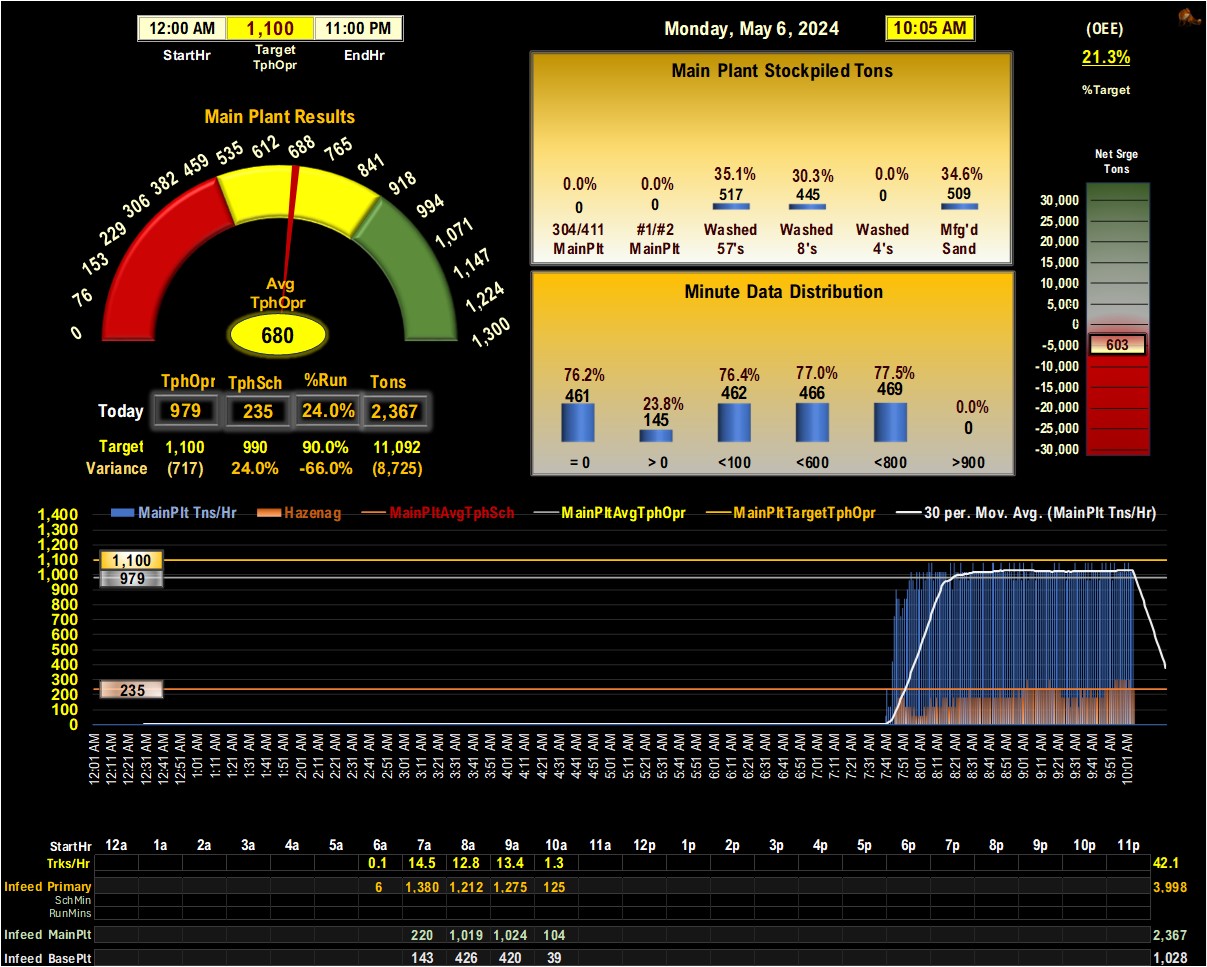 12:00 AM 1,100 11:00 PM
StartHr Target TphOpr EndHr
Monday, May 6, 2024 10:05 AM
(OEE)
21.3%
%Target
Main Plant Results
0 76 153 229 306 382 459 535 612 688 765 841 918 994 1,071 1,147 1,224 1,300
Avg
TphOpr
680
TphOpr TphSch %Run Tons
Today 979 235 24.0% 2,367
Target 1,100 990 90.0% 11,092
Variance (717) 24.0% -66.0% (8,725)
Main Plant Stockpiled Tons
0.0% 0.0% 35.1% 30.3% 0.0% 34.6%
0 0 517 445 0 509
304/411 #1/#2 Washed Washed Washed Mfg'd
MainPlt MainPlt 57's 8's 4's Sand
Minute Data Distribution
76.2% 23.8% 76.4% 77.0% 77.5% 0.0%
461 145 462 466 469 0
= 0 > 0 <100 <600 <800 >900
Net Srge
Tons
30,000
25,000
20,000
15,000
10,000
5,000
0
-5,000
603
-10,000
-15,000
-20,000
-25,000
-30,000
MainPlt Tns/Hr Hazenag MainPltAvgTphSch MainPltAvgTphOpr MainPltTargetTphOpr 30 per. Mov. Avg. (MainPlt Tns/Hr)
1,400
1,300
1,200
1,100
1,000
900
800
700
600
500
400
300
200
100
0
1,100
979
235
12:01 AM 12:11 AM 12:21 AM 12:31 AM 12:41 AM 12:51 AM 1:01 AM 1:11 AM 1:21 AM 1:31 AM 1:41 AM 1:51 AM 2:01 AM 2:11 AM 2:21 AM 2:31 AM 2:41 AM 2:51 AM 3:01 AM 3:11 AM 3:21 AM 3:31 AM 3:41 AM 3:51 AM 4:01 AM 4:11 AM 4:21 AM 4:31 AM 4:41 AM 4:51 AM 5:01 AM 5:11 AM 5:21 AM 5:31 AM 5:41 AM 5:51 AM 6:01 AM 6:11 AM 6:21 AM 6:31 AM 6:41 AM 6:51 AM 7:01 AM 7:11 AM 7:21 AM 7:31 AM 7:41 AM 7:51 AM 8:01 AM 8:11 AM 8:21 AM 8:31 AM 8:41 AM 8:51 AM 9:01 AM 9:11 AM 9:21 AM 9:31 AM 9:41 AM 9:51 AM 10:01 AM
StartHr 12a 1a 2a 3a 4a 5a 6a 7a 8a 9a 10a 11a 12p 1p 2p 3p 4p 5p 6p 7p 8p 9p 10p 11p
Trks/Hr 0.1 14.5 12.8 13.4 1.3 42.1
Infeed Primary 6 1,380 1,212 1,275 125 3,998
SchMin
RunMins
Infeed MainPlt 220 1,019 1,024 104 2,367
Infeed BasePlt 143 426 420 39 1,028